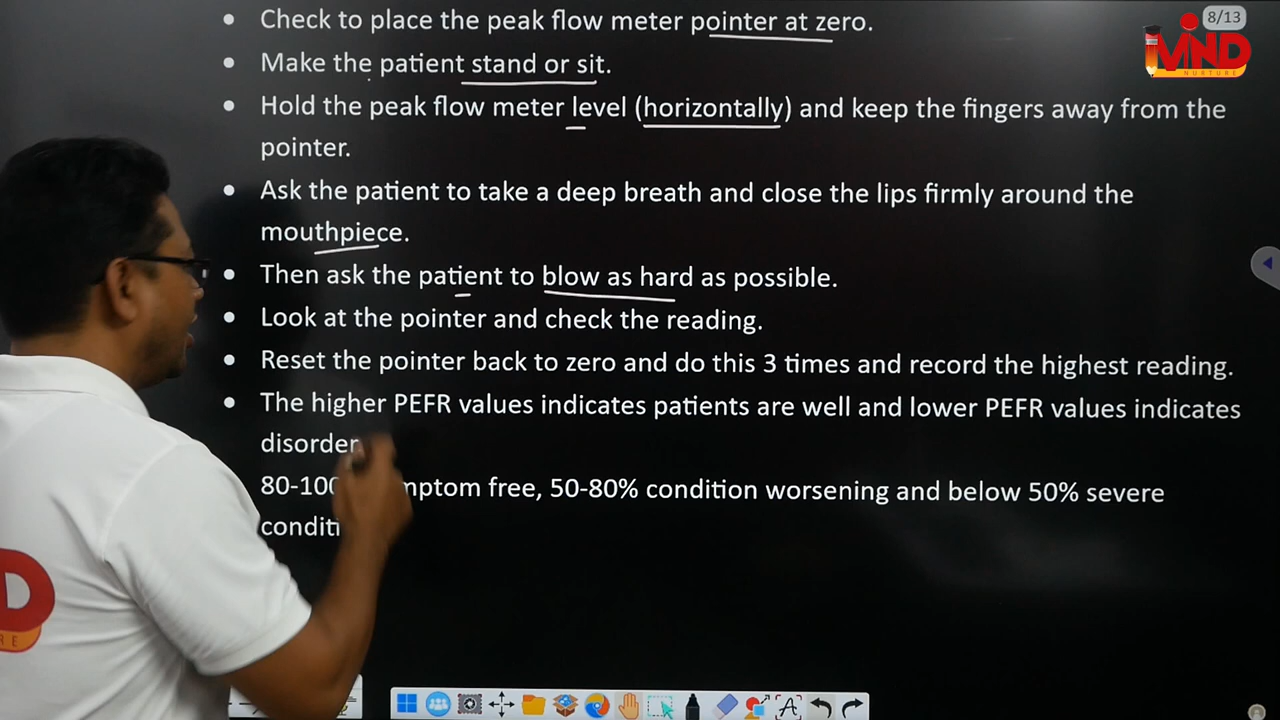 • Check to place the peak flow meter pointer at zero.
8/13
MIND
NURTURE
• Make the patient stand or sit.
• Hold the peak flow meter level (horizontally) and keep the fingers away from the
pointer.
• Ask the patient to take a deep breath and close the lips firmly around the
mouthpiece.
• Then ask the patient to blow as hard as possible.
• Look at the pointer and check the reading.
• Reset the pointer back to zero and do this 3 times and record the highest reading.
• The higher PEFR values indicates patients are well and lower PEFR values indicates
disorder
free, 50-80% condition worsening and below 50% severe